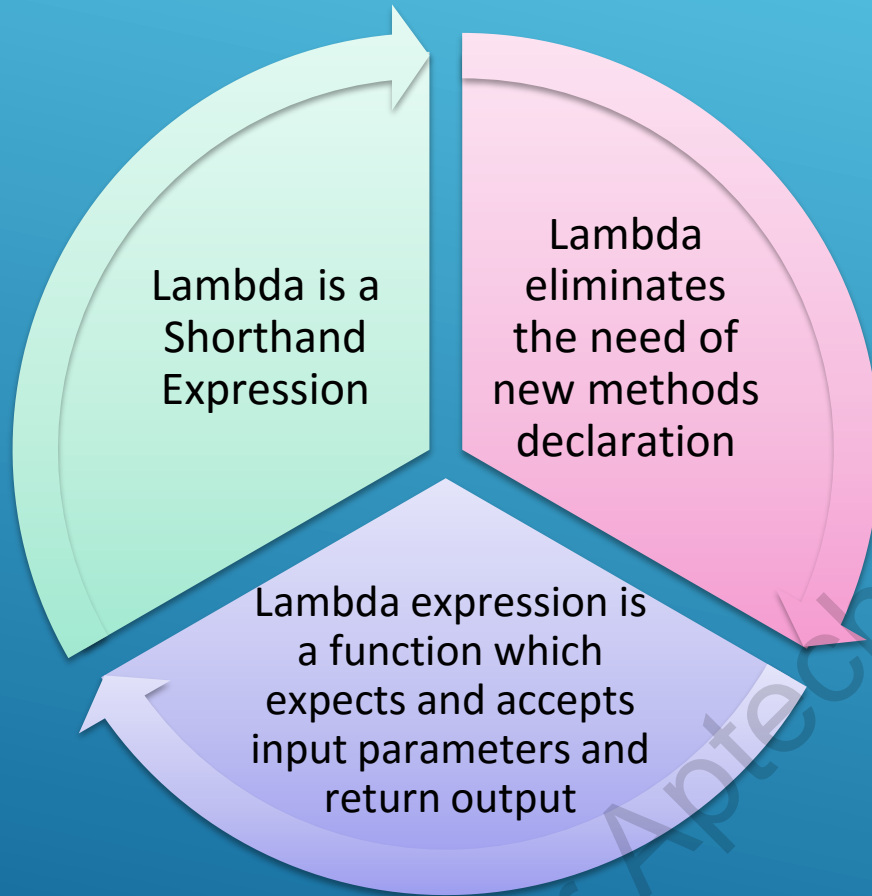 Lambda is a
Shorthand
Expression
Lambda
eliminates
the need of
new methods
declaration
Lambda expression is
a function which
expects and accepts
input parameters and
return output
Aptech